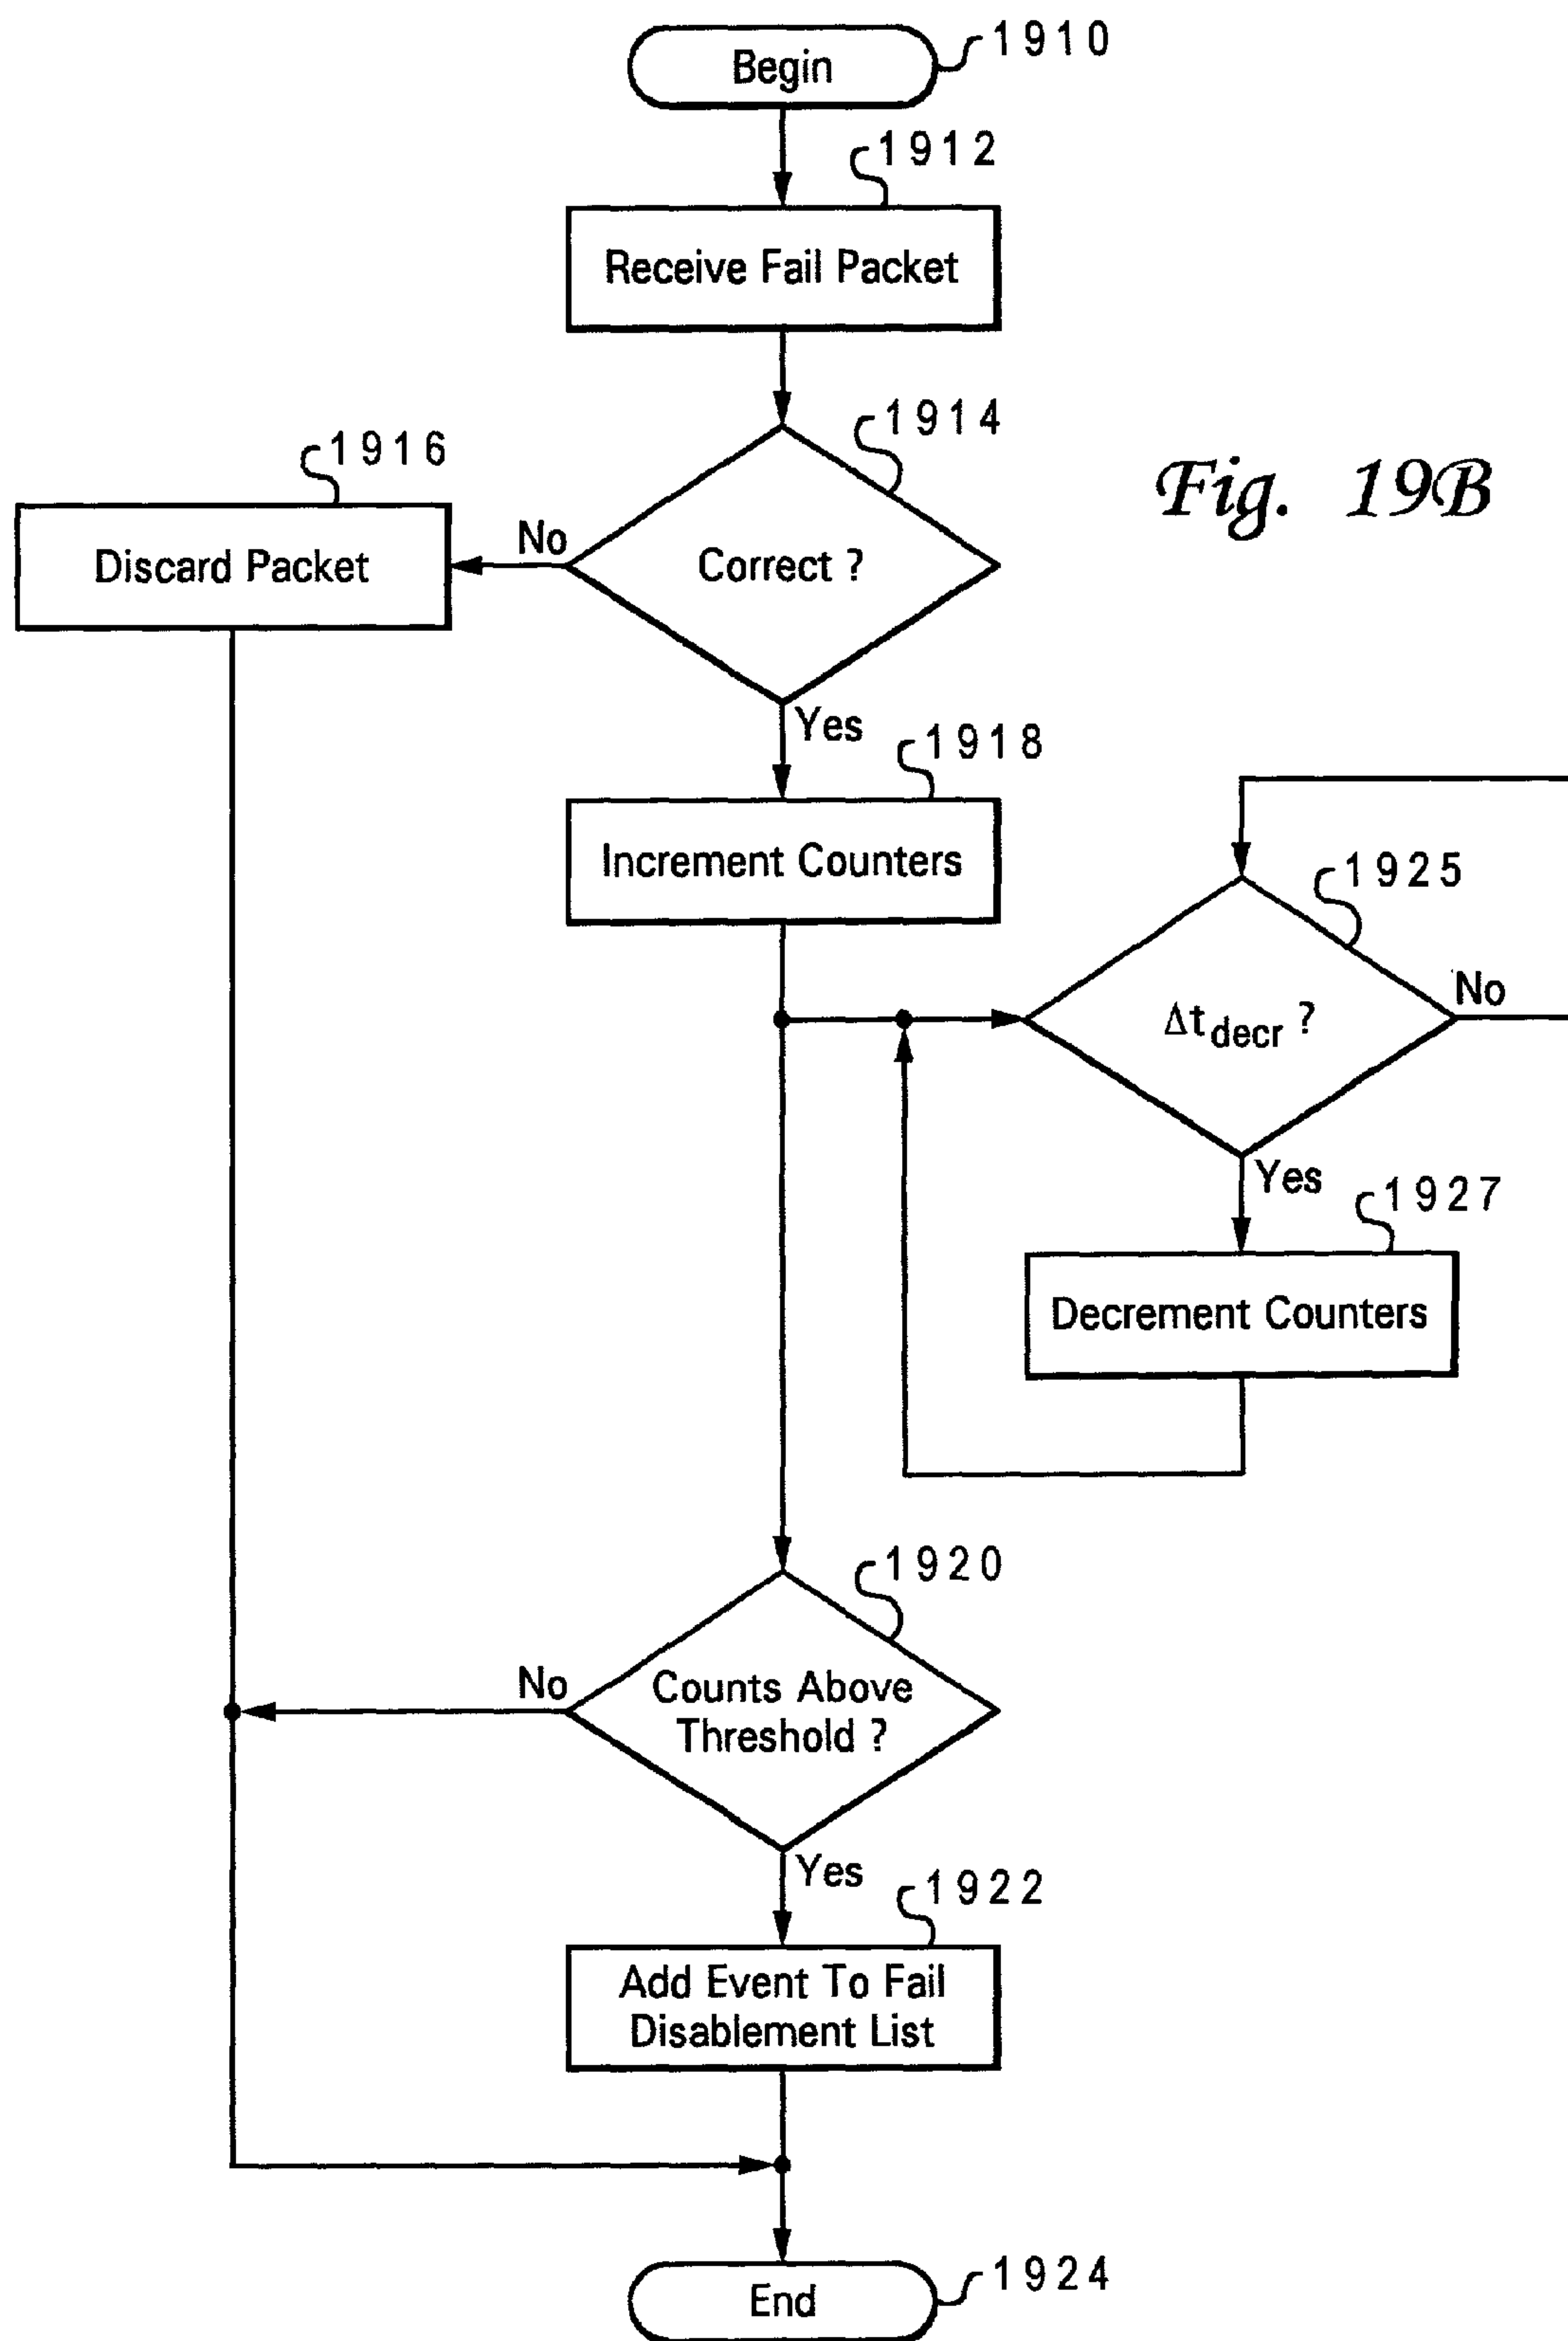 Begin
1910
1912
Receive Fail Packet
1914
Fig. 19B
1916
Discard Packet
No
Correct ?
Yes
1918
Increment Counters
1925
Δtdecr ?
No
Yes
1927
Decrement Counters
1920
No
Counts Above
Threshold ?
Yes
1922
Add Event To Fail
Disablement List
1924
End